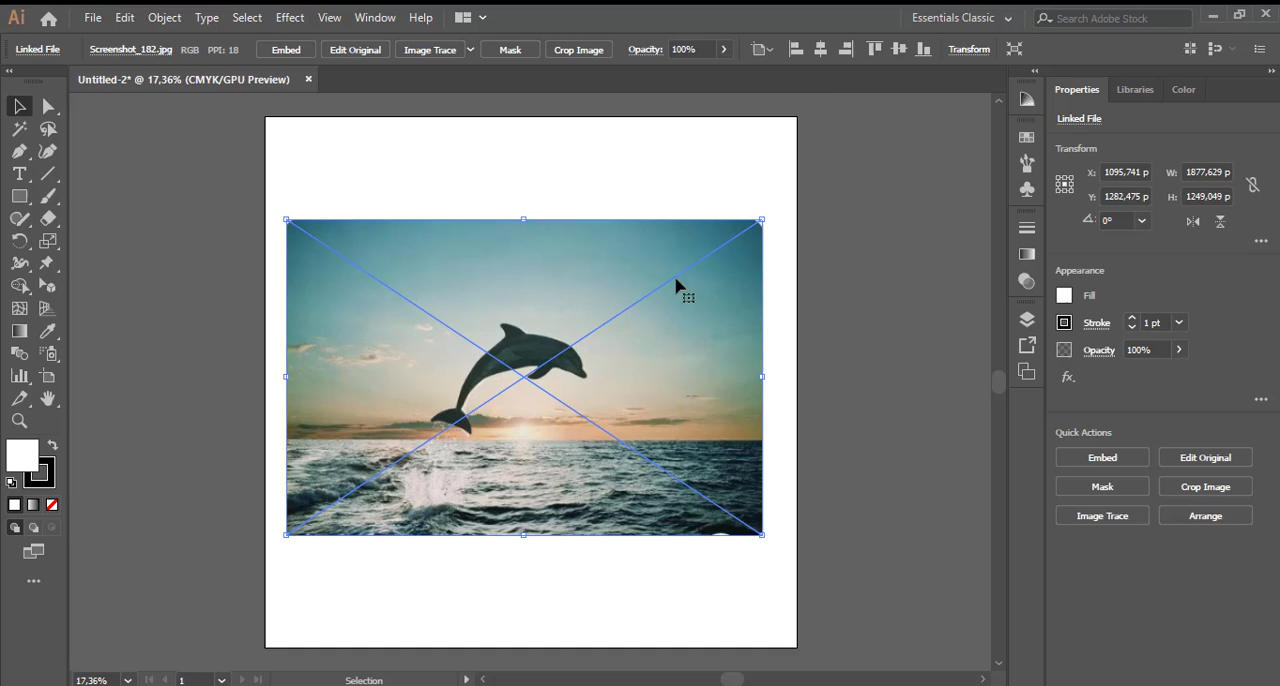 Ai File Edit Object Type Select Effect View Window Help Essentials Classic Search Adobe Stock
Linked File Screenshot_182.jpg RGB PPI: 18 Embed Edit Original Image Trace Mask Crop Image Opacity: 100% Transform
Untitled-2* @ 17,36% (CMYK/GPU Preview)
Properties Libraries Color
Linked File
Transform
X: 1095,741 p W: 1877,629 p
Y: 1282,475 p H: 1249,049 p
0°
Appearance
Fill
Stroke 1 pt
Opacity 100%
fx.
Quick Actions
Embed Edit Original
Mask Crop Image
Image Trace Arrange
17,36% 1 Selection